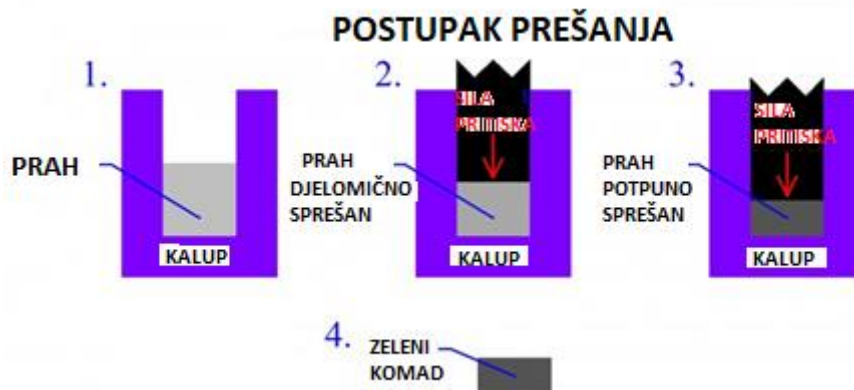 POSTUPAK PREŠANJA
1.
PRAH
KALUP
2.
SILA
PRITISKA
PRAH
DJELOMIČNO
SPREŠAN
KALUP
3.
SILA
PRITISKA
PRAH
POTPUNO
SPREŠAN
KALUP
4.
ZELENI
KOMAD